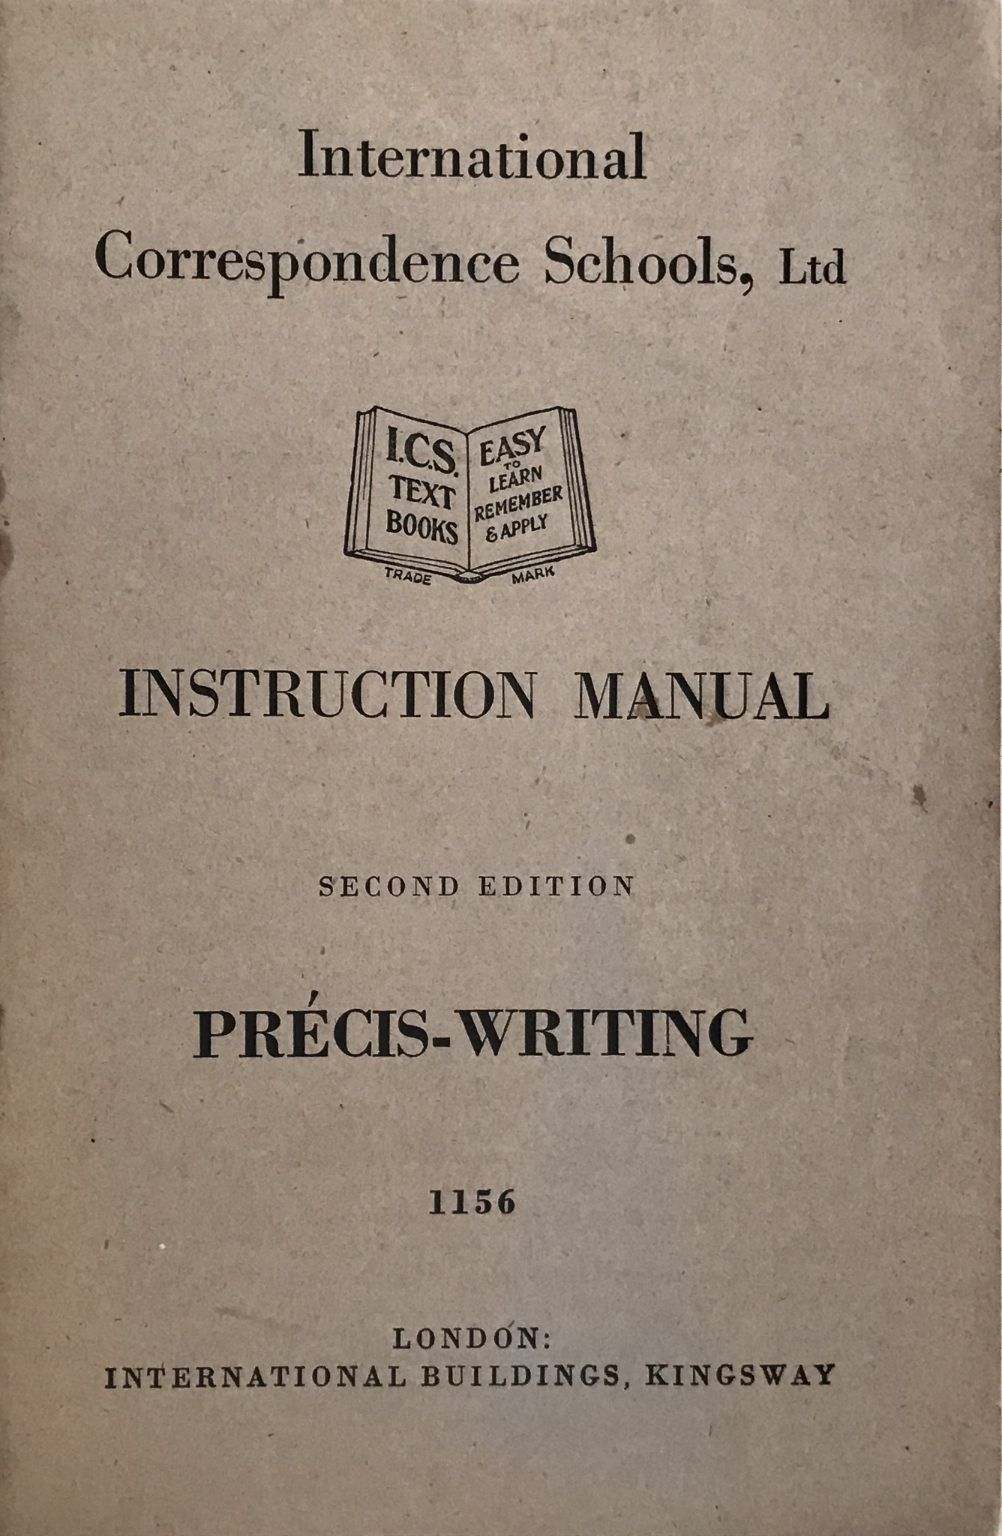 International
Correspondence Schools, Ltd
I.C.S.
TEXT
BOOKS
EASY
TO
LEARN
REMEMBER
& APPLY
TRADE MARK
INSTRUCTION MANUAL
SECOND EDITION
PRÉCIS-WRITING
1156
LONDON:
INTERNATIONAL BUILDINGS, KINGSWAY